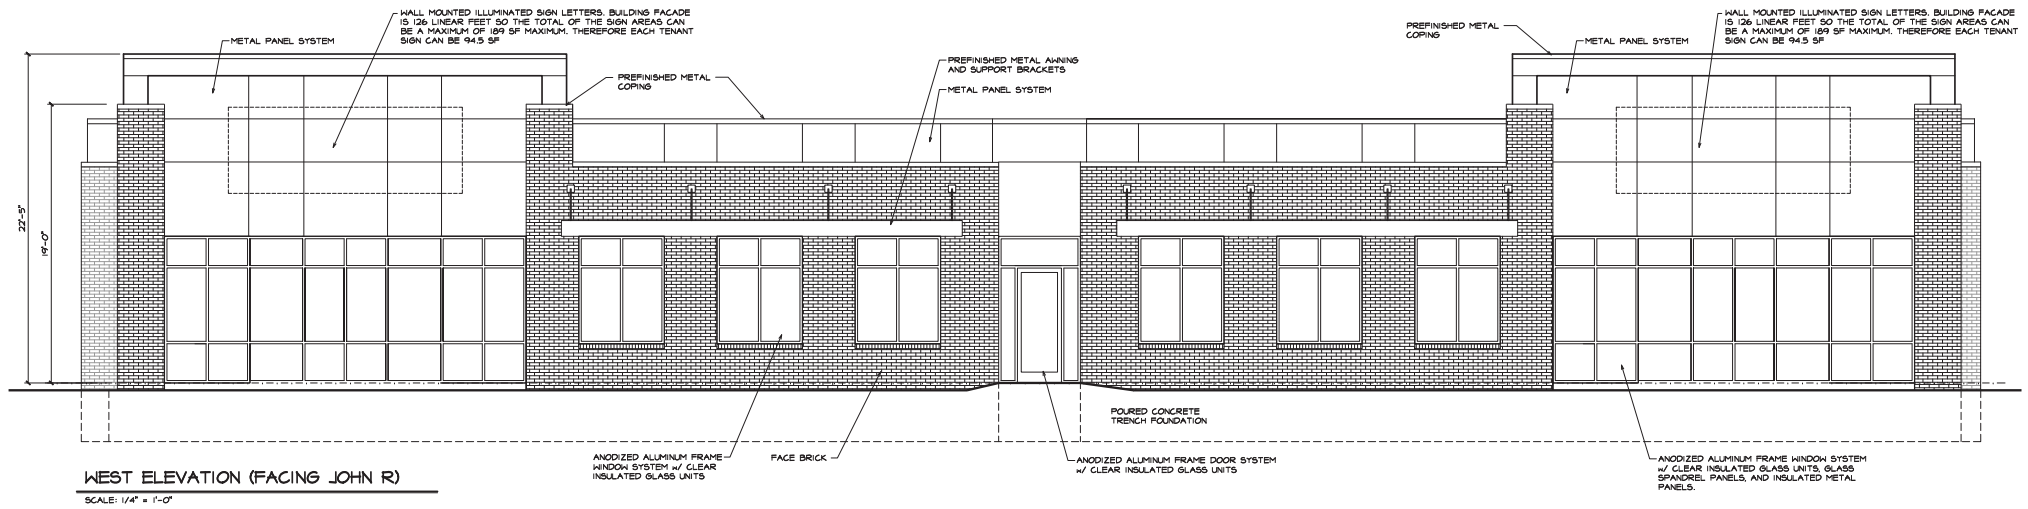 WALL MOUNTED ILLUMINATED SIGN LETTERS. BUILDING FACADE
IS 126 LINEAR FEET SO THE TOTAL OF THE SIGN AREAS CAN
BE A MAXIMUM OF 189 SF MAXIMUM. THEREFORE EACH TENANT
SIGN CAN BE 94.5 SF
METAL PANEL SYSTEM
PREFINISHED METAL
COPING
PREFINISHED METAL AWNING
AND SUPPORT BRACKETS
METAL PANEL SYSTEM
PREFINISHED METAL
COPING
METAL PANEL SYSTEM
WALL MOUNTED ILLUMINATED SIGN LETTERS. BUILDING FACADE
IS 126 LINEAR FEET SO THE TOTAL OF THE SIGN AREAS CAN
BE A MAXIMUM OF 189 SF MAXIMUM. THEREFORE EACH TENANT
SIGN CAN BE 94.5 SF
22'-5"
19'-0"
POURED CONCRETE
TRENCH FOUNDATION
ANODIZED ALUMINUM FRAME
WINDOW SYSTEM w/ CLEAR
INSULATED GLASS UNITS
FACE BRICK
ANODIZED ALUMINUM FRAME DOOR SYSTEM
w/ CLEAR INSULATED GLASS UNITS
ANODIZED ALUMINUM FRAME WINDOW SYSTEM
w/ CLEAR INSULATED GLASS UNITS, GLASS
SPANDREL PANELS, AND INSULATED METAL
PANELS.
WEST ELEVATION (FACING JOHN R)
SCALE: 1/4" = 1'-0"